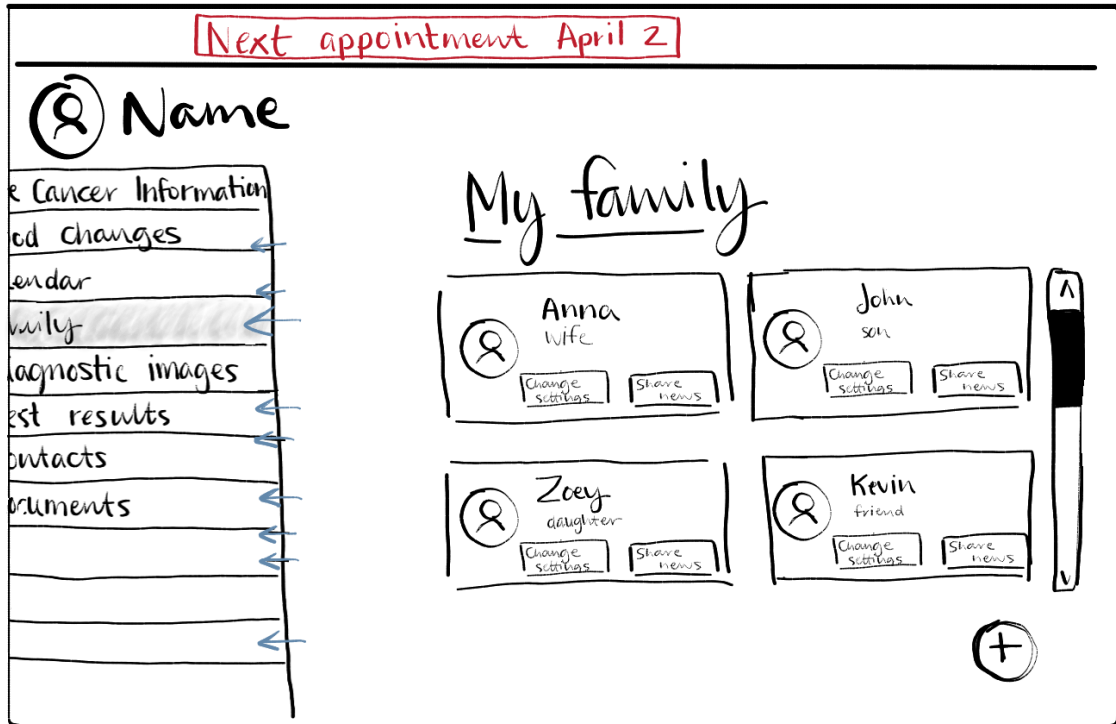 Next appointment April 2
Name
e Cancer Information
od changes
endar
mily
agnostic images
est results
ontacts
ocuments
My family
Anna
wife
Change
settings
Share
news
John
son
Change
settings
Share
news
Zoey
daughter
Change
settings
Share
news
Kevin
friend
Change
settings
Share
news